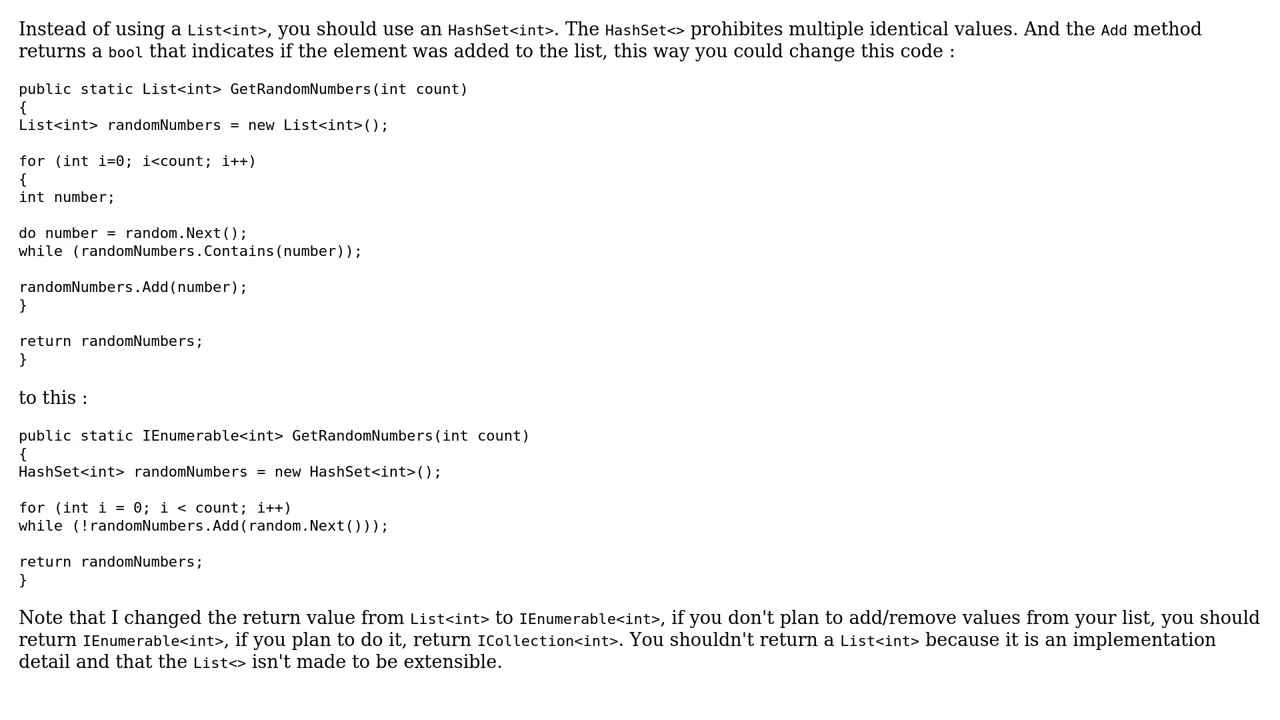 Instead of using a List<int>, you should use an HashSet<int>. The HashSet<> prohibites multiple identical values. And the Add method
returns a bool that indicates if the element was added to the list, this way you could change this code :
public static List<int> GetRandomNumbers(int count)
{
List<int> randomNumbers = new List<int>();
for (int i=0; i<count; i++)
{
int number;
do number = random.Next();
while (randomNumbers.Contains(number));
randomNumbers.Add(number);
}
return randomNumbers;
}
to this :
public static IEnumerable<int> GetRandomNumbers(int count)
{
HashSet<int> randomNumbers = new HashSet<int>();
for (int i = 0; i < count; i++)
while (!randomNumbers.Add(random.Next()));
return randomNumbers;
}
Note that I changed the return value from List<int> to IEnumerable<int>, if you don't plan to add/remove values from your list, you should
return IEnumerable<int>, if you plan to do it, return ICollection<int>. You shouldn't return a List<int> because it is an implementation
detail and that the List<> isn't made to be extensible.